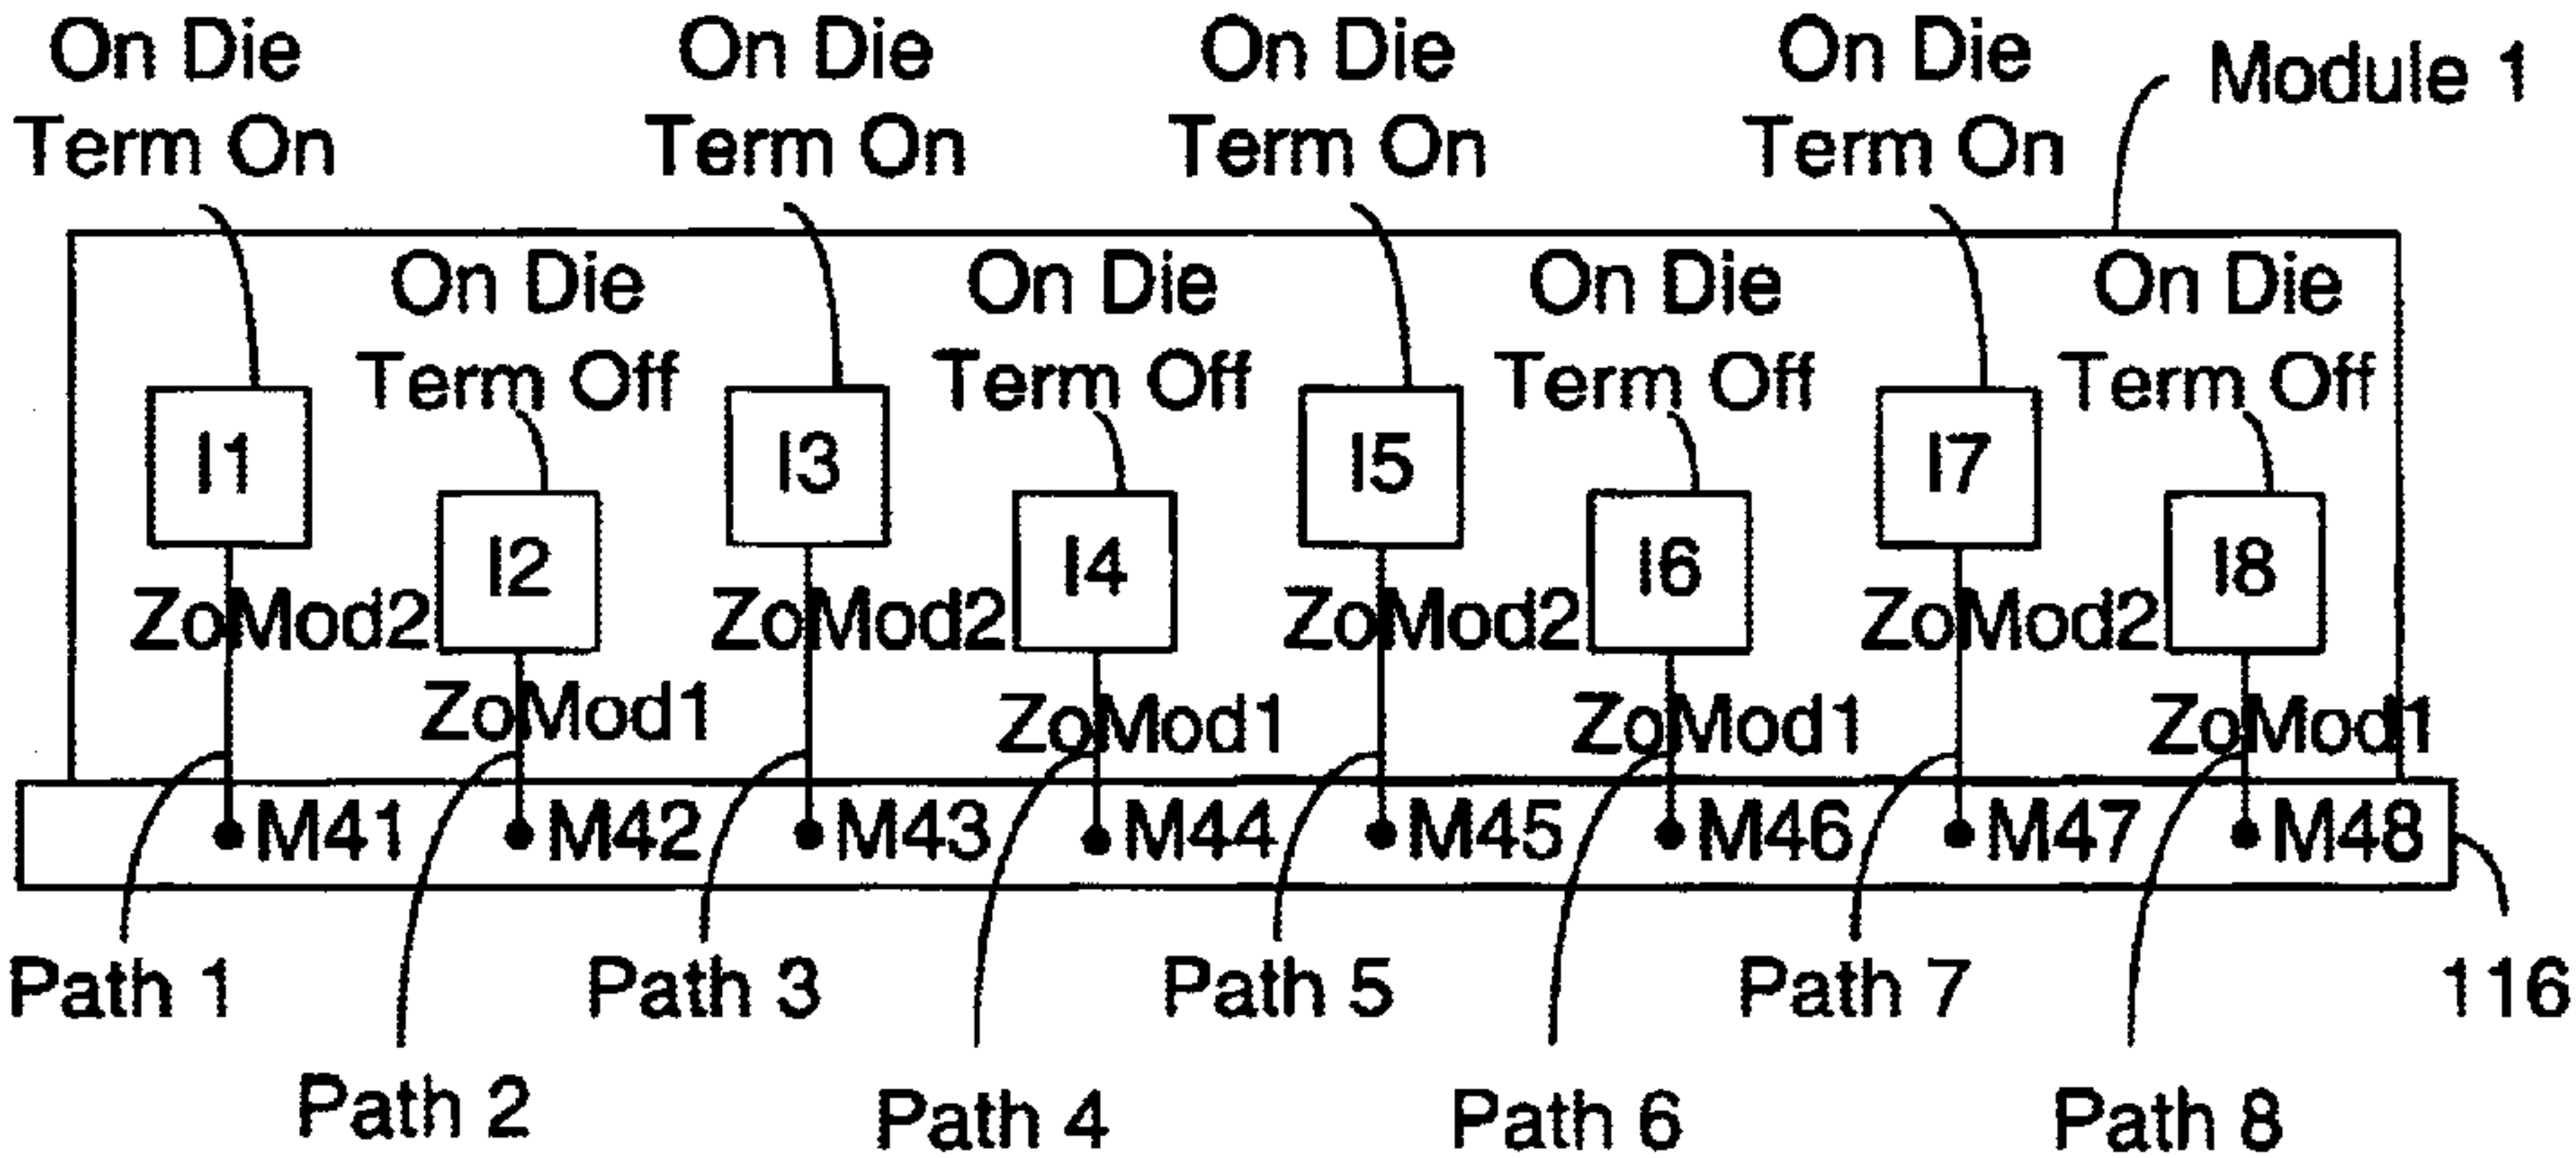 On Die
Term On
On Die
Term On
On Die
Term On
On Die
Term On
Module 1
On Die
Term Off
On Die
Term Off
On Die
Term Off
On Die
Term Off
I1
I3
I5
I7
I2
I4
I6
I8
ZoMod2
ZoMod2
ZoMod2
ZoMod2
ZoMod1
ZoMod1
ZoMod1
ZoMod1
M41
M42
M43
M44
M45
M46
M47
M48
Path 1
Path 3
Path 5
Path 7
116
Path 2
Path 4
Path 6
Path 8